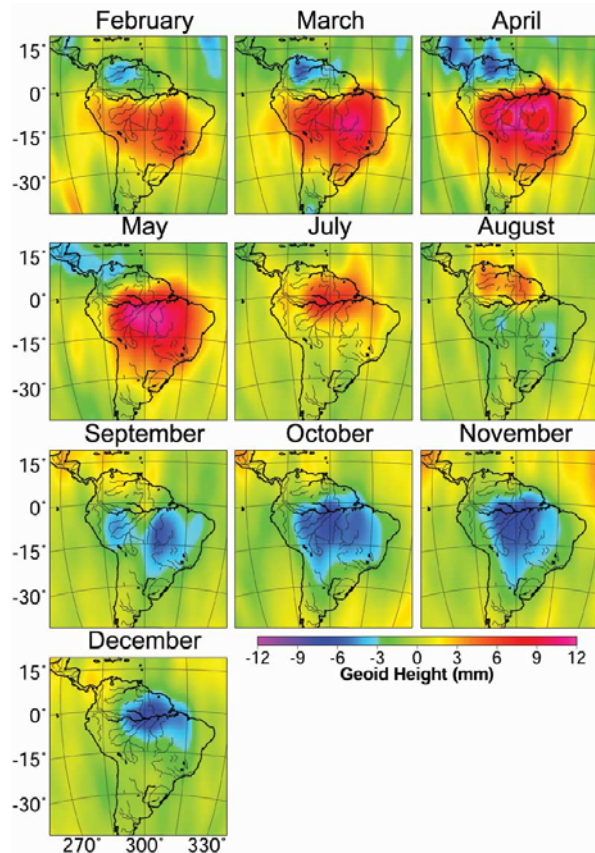 February March April
15°
0°
-15°
-30°
May July August
15°
0°
-15°
-30°
September October November
15°
0°
-15°
-30°
December
-12 -9 -6 -3 0 3 6 9 12
Geoid Height (mm)
15°
0°
-15°
-30°
270° 300° 330°